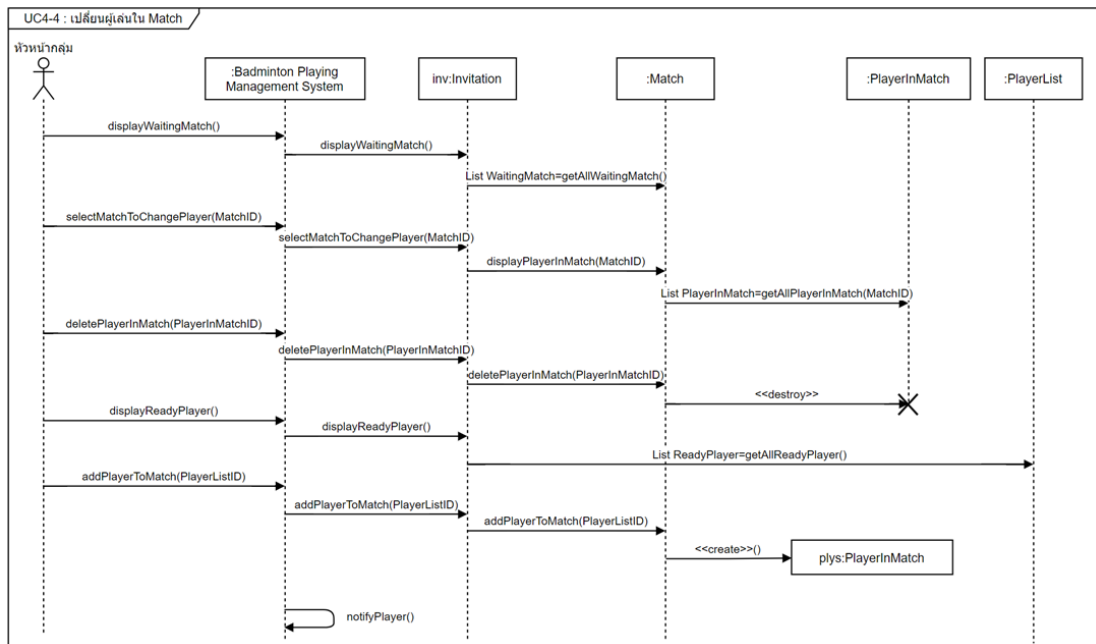 UC4-4 : เปลี่ยนผู้เล่นใน Match
หัวหน้ากลุ่ม
:Badminton Playing
Management System
inv:Invitation
:Match
:PlayerInMatch
:PlayerList
displayWaitingMatch()
displayWaitingMatch()
List WaitingMatch=getAllWaitingMatch()
selectMatchToChangePlayer(MatchID)
selectMatchToChangePlayer(MatchID)
displayPlayerInMatch(MatchID)
List PlayerInMatch=getAllPlayerInMatch(MatchID)
deletePlayerInMatch(PlayerInMatchID)
deletePlayerInMatch(PlayerInMatchID)
deletePlayerInMatch(PlayerInMatchID)
<<destroy>>
displayReadyPlayer()
displayReadyPlayer()
List ReadyPlayer=getAllReadyPlayer()
addPlayerToMatch(PlayerListID)
addPlayerToMatch(PlayerListID)
addPlayerToMatch(PlayerListID)
<<create>>()
plys:PlayerInMatch
notifyPlayer()